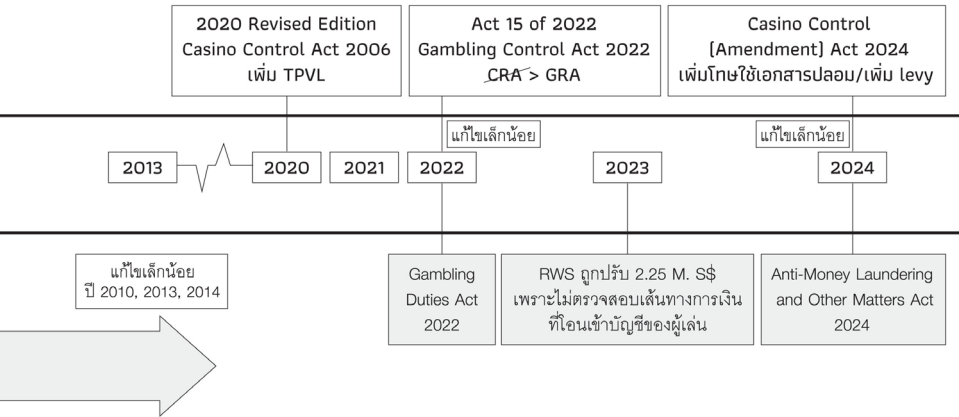 2020 Revised Edition
Casino Control Act 2006
เพิ่ม TPVL
Act 15 of 2022
Gambling Control Act 2022
CRA > GRA
Casino Control
(Amendment) Act 2024
เพิ่มโทษใช้เอกสารปลอม/เพิ่ม levy
แก้ไขเล็กน้อย
แก้ไขเล็กน้อย
2013
2020
2021
2022
2023
2024
แก้ไขเล็กน้อย
ปี 2010, 2013, 2014
Gambling
Duties Act
2022
RWS ถูกปรับ 2.25 M. S$
เพราะไม่ตรวจสอบเส้นทางการเงิน
ที่โอนเข้าบัญชีของผู้เล่น
Anti-Money Laundering
and Other Matters Act
2024